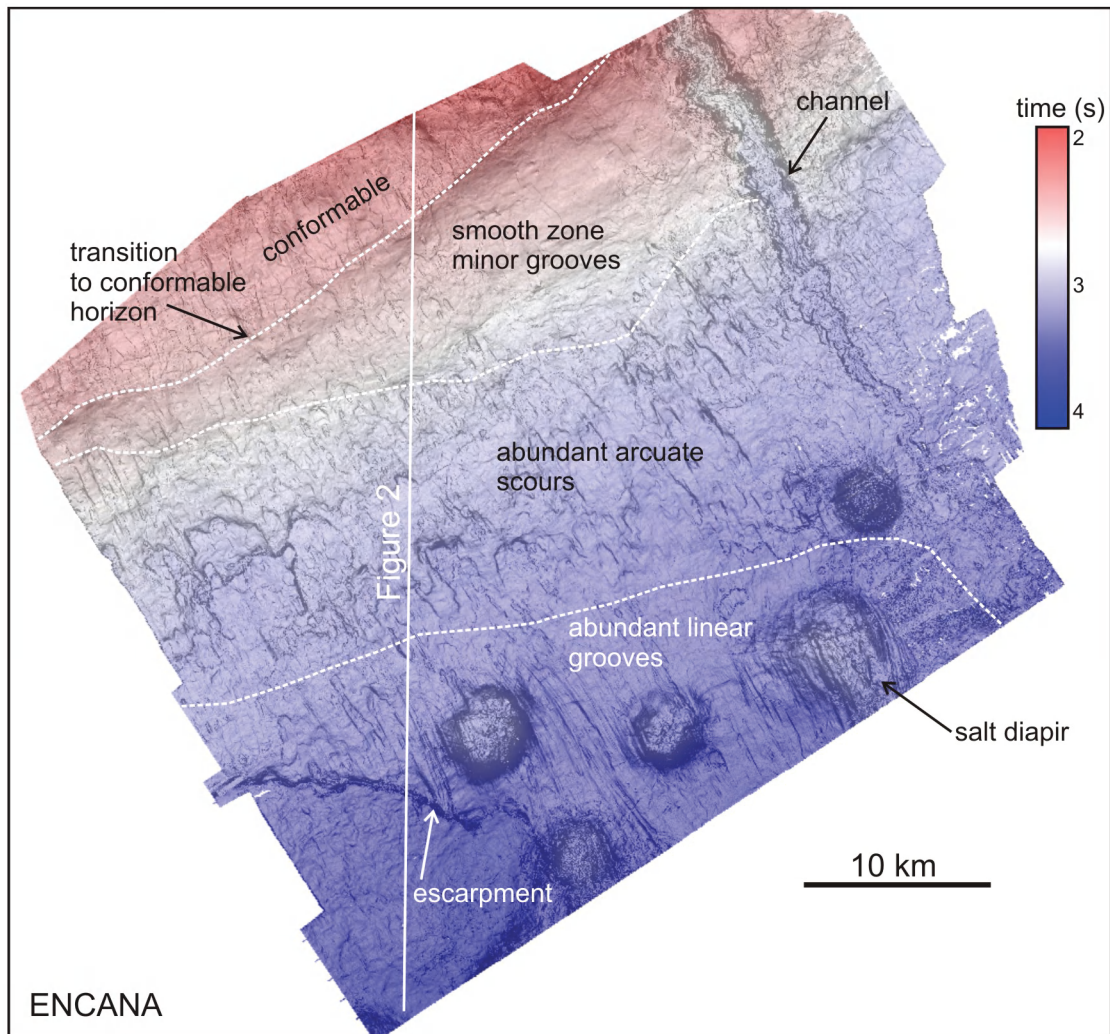 channel
time (s)
2
3
4
conformable
transition
to conformable
horizon
smooth zone
minor grooves
abundant arcuate
scours
Figure 2
abundant linear
grooves
salt diapir
escarpment
10 km
ENCANA